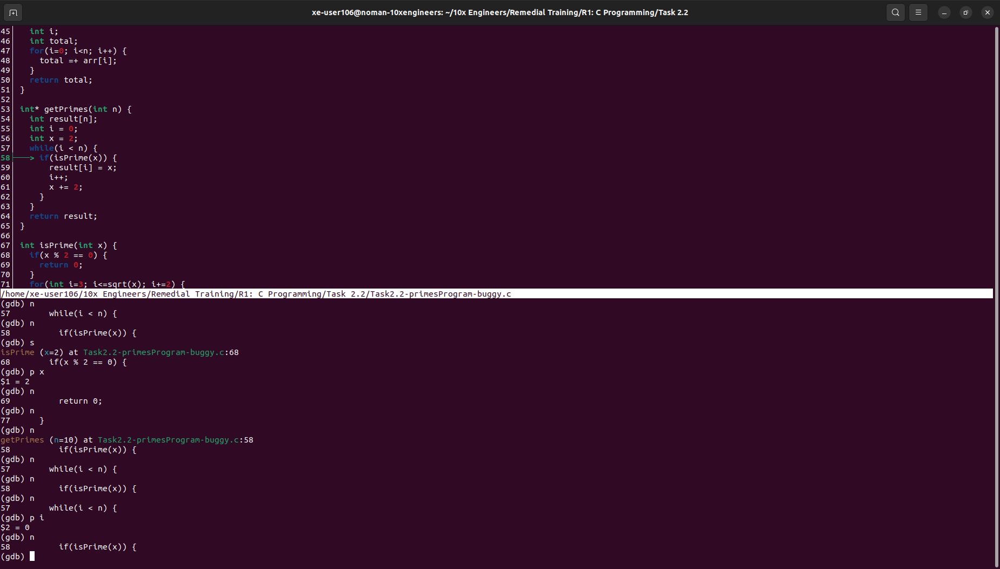 xe-user106@noman-10xengineers: ~/10x Engineers/Remedial Training/R1: C Programming/Task 2.2
45    int i;
46    int total;
47    for(i=0; i<n; i++) {
48      total =+ arr[i];
49    }
50    return total;
51  }
52
53  int* getPrimes(int n) {
54    int result[n];
55    int i = 0;
56    int x = 2;
57    while(i < n) {
58────> if(isPrime(x)) {
59        result[i] = x;
60        i++;
61        x += 2;
62      }
63    }
64    return result;
65  }
66
67  int isPrime(int x) {
68    if(x % 2 == 0) {
69      return 0;
70    }
71    for(int i=3; i<=sqrt(x); i+=2) {
/home/xe-user106/10x Engineers/Remedial Training/R1: C Programming/Task 2.2/Task2.2-primesProgram-buggy.c
(gdb) n
57        while(i < n) {
(gdb) n
58          if(isPrime(x)) {
(gdb) s
isPrime (x=2) at Task2.2-primesProgram-buggy.c:68
68        if(x % 2 == 0) {
(gdb) p x
$1 = 2
(gdb) n
69          return 0;
(gdb) n
77      }
(gdb) n
getPrimes (n=10) at Task2.2-primesProgram-buggy.c:58
58          if(isPrime(x)) {
(gdb) n
57        while(i < n) {
(gdb) n
58          if(isPrime(x)) {
(gdb) n
57        while(i < n) {
(gdb) p i
$2 = 0
(gdb) n
58          if(isPrime(x)) {
(gdb)